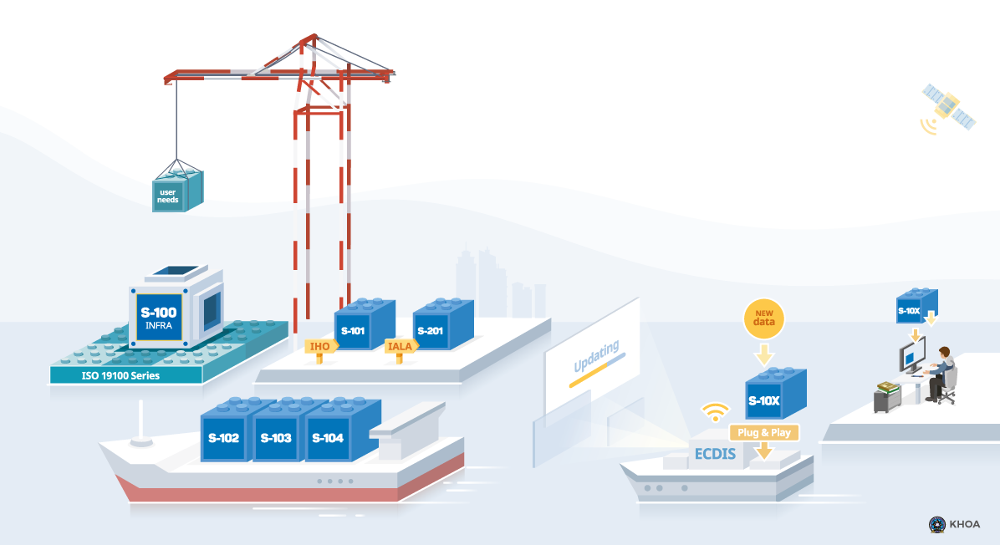 user
needs
S-100
INFRA
ISO 19100 Series
S-101
S-201
IHO
IALA
S-102
S-103
S-104
Updating
NEW
data
S-10X
Plug & Play
ECDIS
S-10X
KHOA